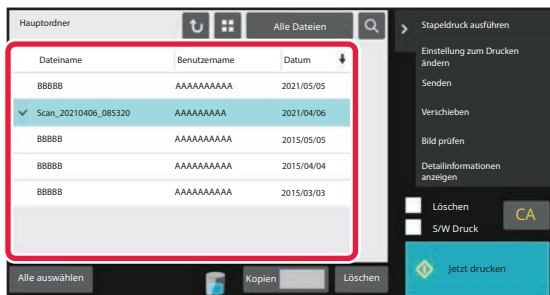 Hauptordner
Alle Dateien
Dateiname Benutzername Datum
BBBBB AAAAAAAAAA 2021/05/05
Scan_20210406_085320 AAAAAAAAA 2021/04/06
BBBBB AAAAAAAAAA 2015/05/05
BBBBB AAAAAAAAAA 2015/04/04
BBBBB AAAAAAAAAA 2015/03/03
Alle auswählen
Kopien
Löschen
Stapeldruck ausführen
Einstellung zum Drucken
ändern
Senden
Verschieben
Bild prüfen
Detailinformationen
anzeigen
Löschen
S/W Druck
CA
Jetzt drucken